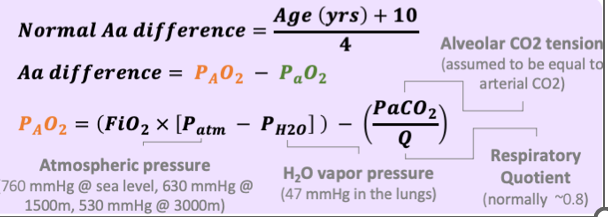 Normal Aa difference = Age (yrs) + 10 / 4
Aa difference = PAO2 − PaO2
Alveolar CO2 tension
(assumed to be equal to
arterial CO2)
PAO2 = (FiO2 × [Patm − PH20]) − (PaCO2 / Q)
Atmospheric pressure
760 mmHg @ sea level, 630 mmHg @
1500m, 530 mmHg @ 3000m)
H2O vapor pressure
(47 mmHg in the lungs)
Respiratory
Quotient
(normally ~0.8)